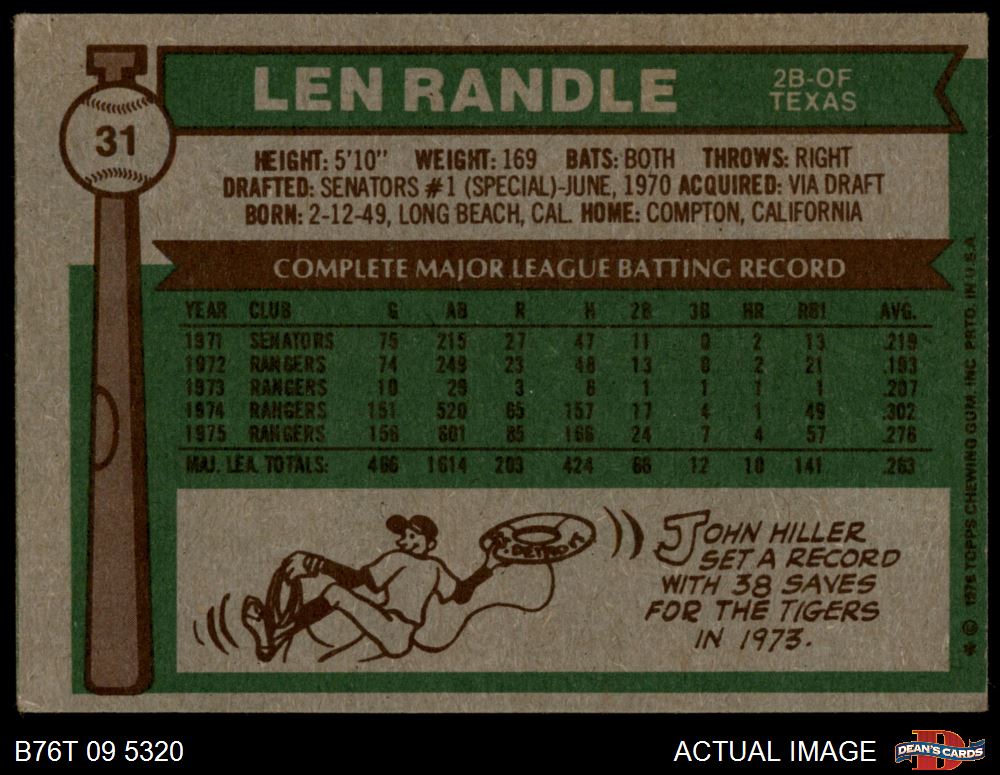 31
LEN RANDLE
2B-OF
TEXAS
HEIGHT: 5'10" WEIGHT: 169 BATS: BOTH THROWS: RIGHT
DRAFTED: SENATORS #1 (SPECIAL)-JUNE, 1970 ACQUIRED: VIA DRAFT
BORN: 2-12-49, LONG BEACH, CAL. HOME: COMPTON, CALIFORNIA
COMPLETE MAJOR LEAGUE BATTING RECORD
YEAR CLUB G AB R H 2B 3B HR RBI AVG.
1971 SENATORS 75 215 27 47 11 0 2 13 .219
1972 RANGERS 74 249 23 48 13 0 2 21 .193
1973 RANGERS 10 29 3 6 1 1 1 1 .207
1974 RANGERS 151 520 65 157 17 4 1 49 .302
1975 RANGERS 156 601 85 166 24 7 4 57 .276
MAJ. LEA. TOTALS: 466 1614 203 424 66 12 10 141 .263
DETROIT
JOHN HILLER
SET A RECORD
WITH 38 SAVES
FOR THE TIGERS
IN 1973.
* © 1976 TOPPS CHEWING GUM, INC. PRTD. IN U.S.A.
B76T 09 5320
ACTUAL IMAGE
D
DEAN'S CARDS